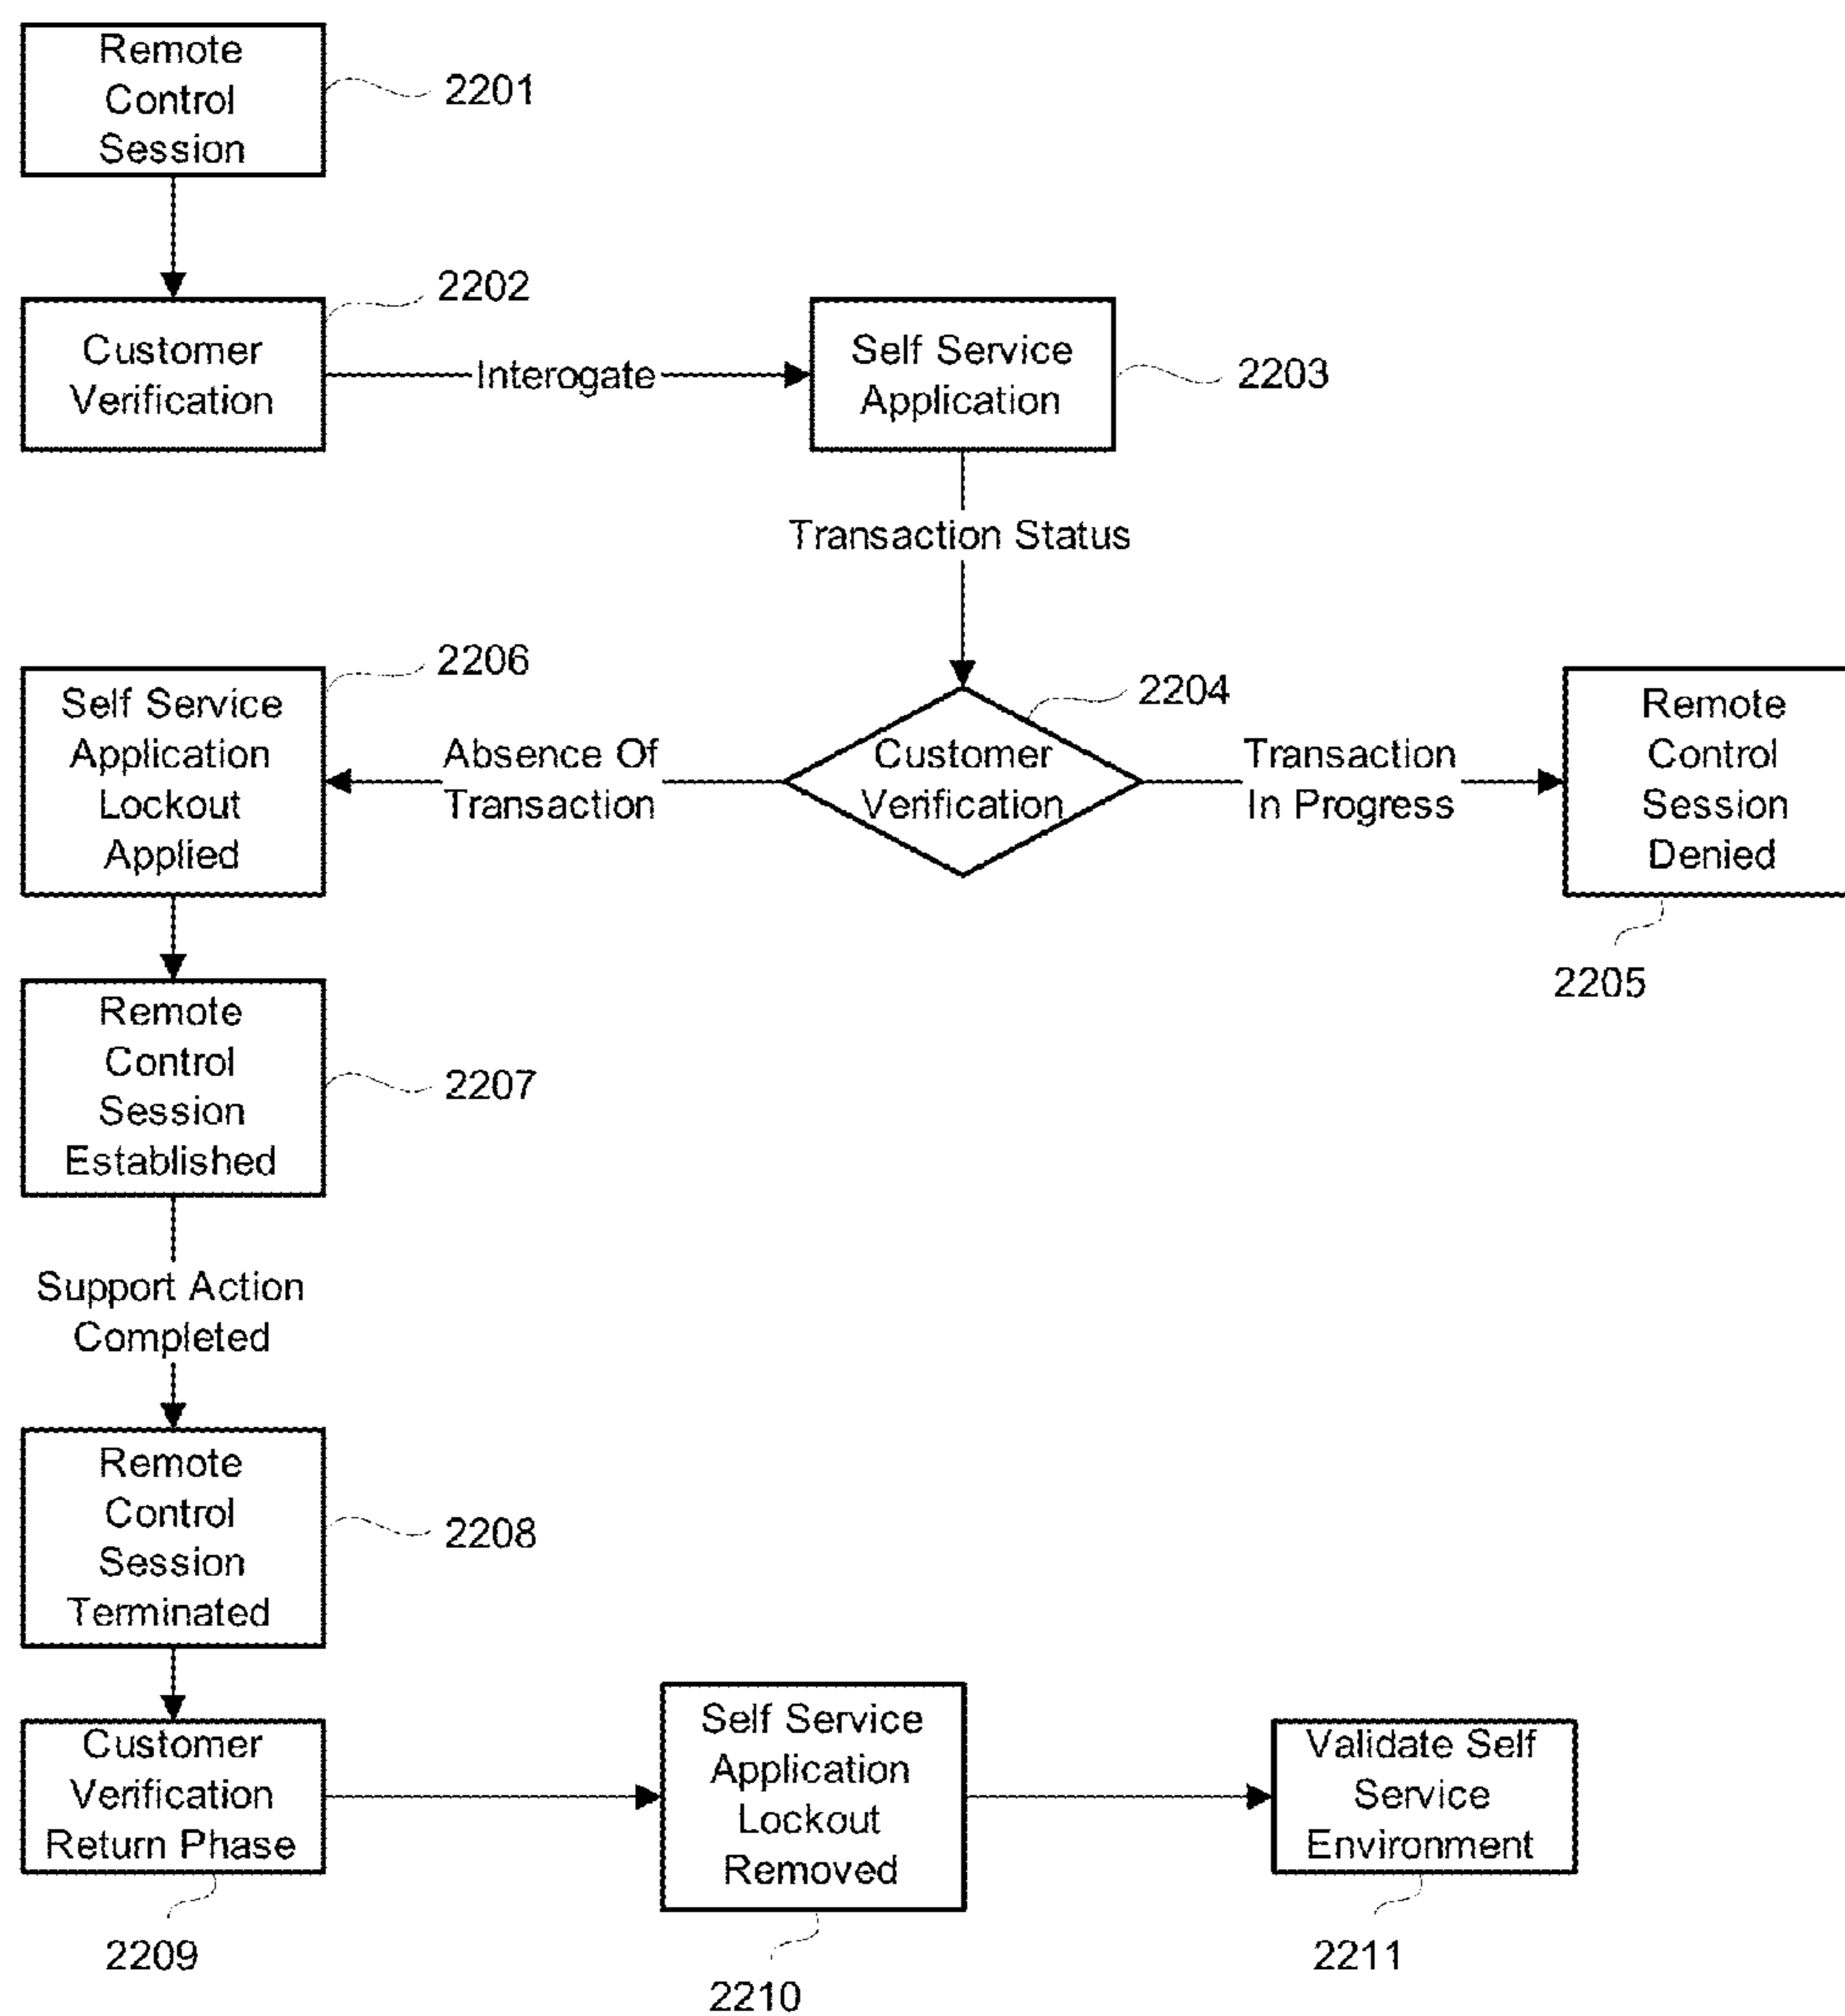 Remote
Control
Session
2201
Customer
Verification
2202
Interogate
Self Service
Application
2203
Transaction Status
Self Service
Application
Lockout
Applied
2206
Absence Of
Transaction
Customer
Verification
2204
Transaction
In Progress
Remote
Control
Session
Denied
2205
Remote
Control
Session
Established
2207
Support Action
Completed
Remote
Control
Session
Terminated
2208
Customer
Verification
Return Phase
2209
Self Service
Application
Lockout
Removed
2210
Validate Self
Service
Environment
2211